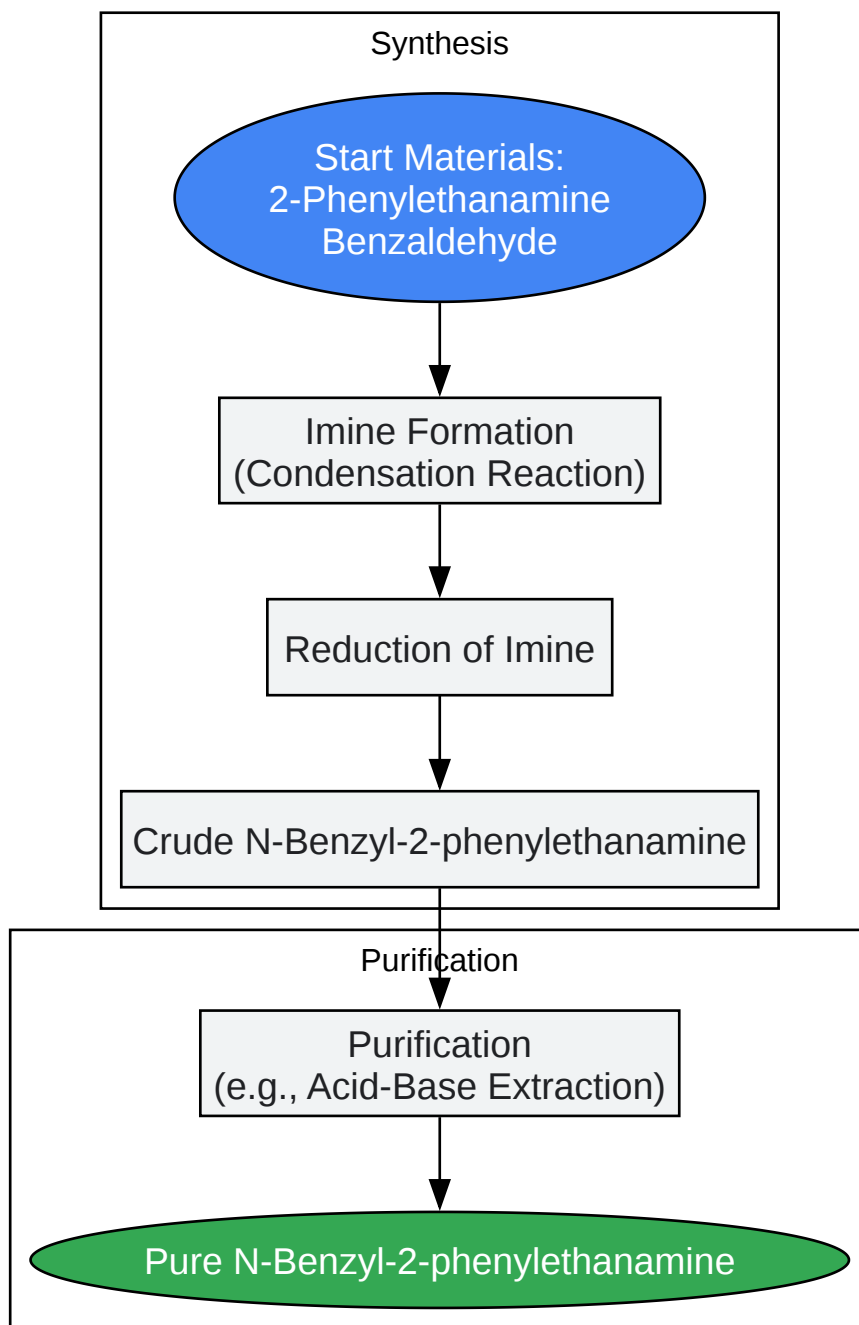 Synthesis
Start Materials:
2-Phenylethanamine
Benzaldehyde
Imine Formation
(Condensation Reaction)
Reduction of Imine
Crude N-Benzyl-2-phenylethanamine
Purification
Purification
(e.g., Acid-Base Extraction)
Pure N-Benzyl-2-phenylethanamine